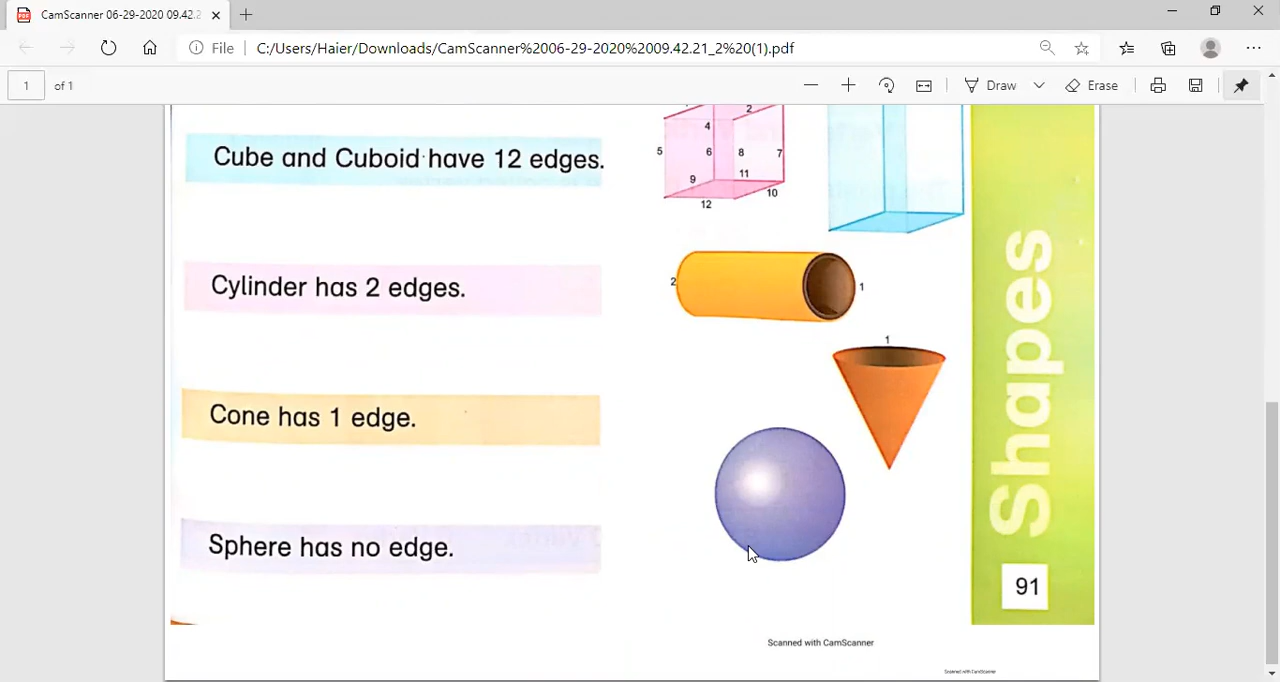 CamScanner 06-29-2020 09.42.2
File
C:/Users/Haier/Downloads/CamScanner%2006-29-2020%2009.42.21_2%20(1).pdf
1 of 1
Draw
Erase
Cube and Cuboid have 12 edges.
2
4
5
6
8
7
9
11
10
12
Cylinder has 2 edges.
2
1
Cone has 1 edge.
1
Sphere has no edge.
Shapes
91
Scanned with CamScanner
Scanned with CamScanner